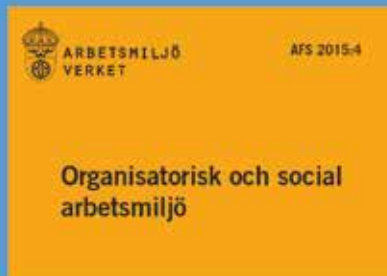 ARBETSMILJÖ
VERKET
AFS 2015:4
Organisatorisk och social
arbetsmiljö